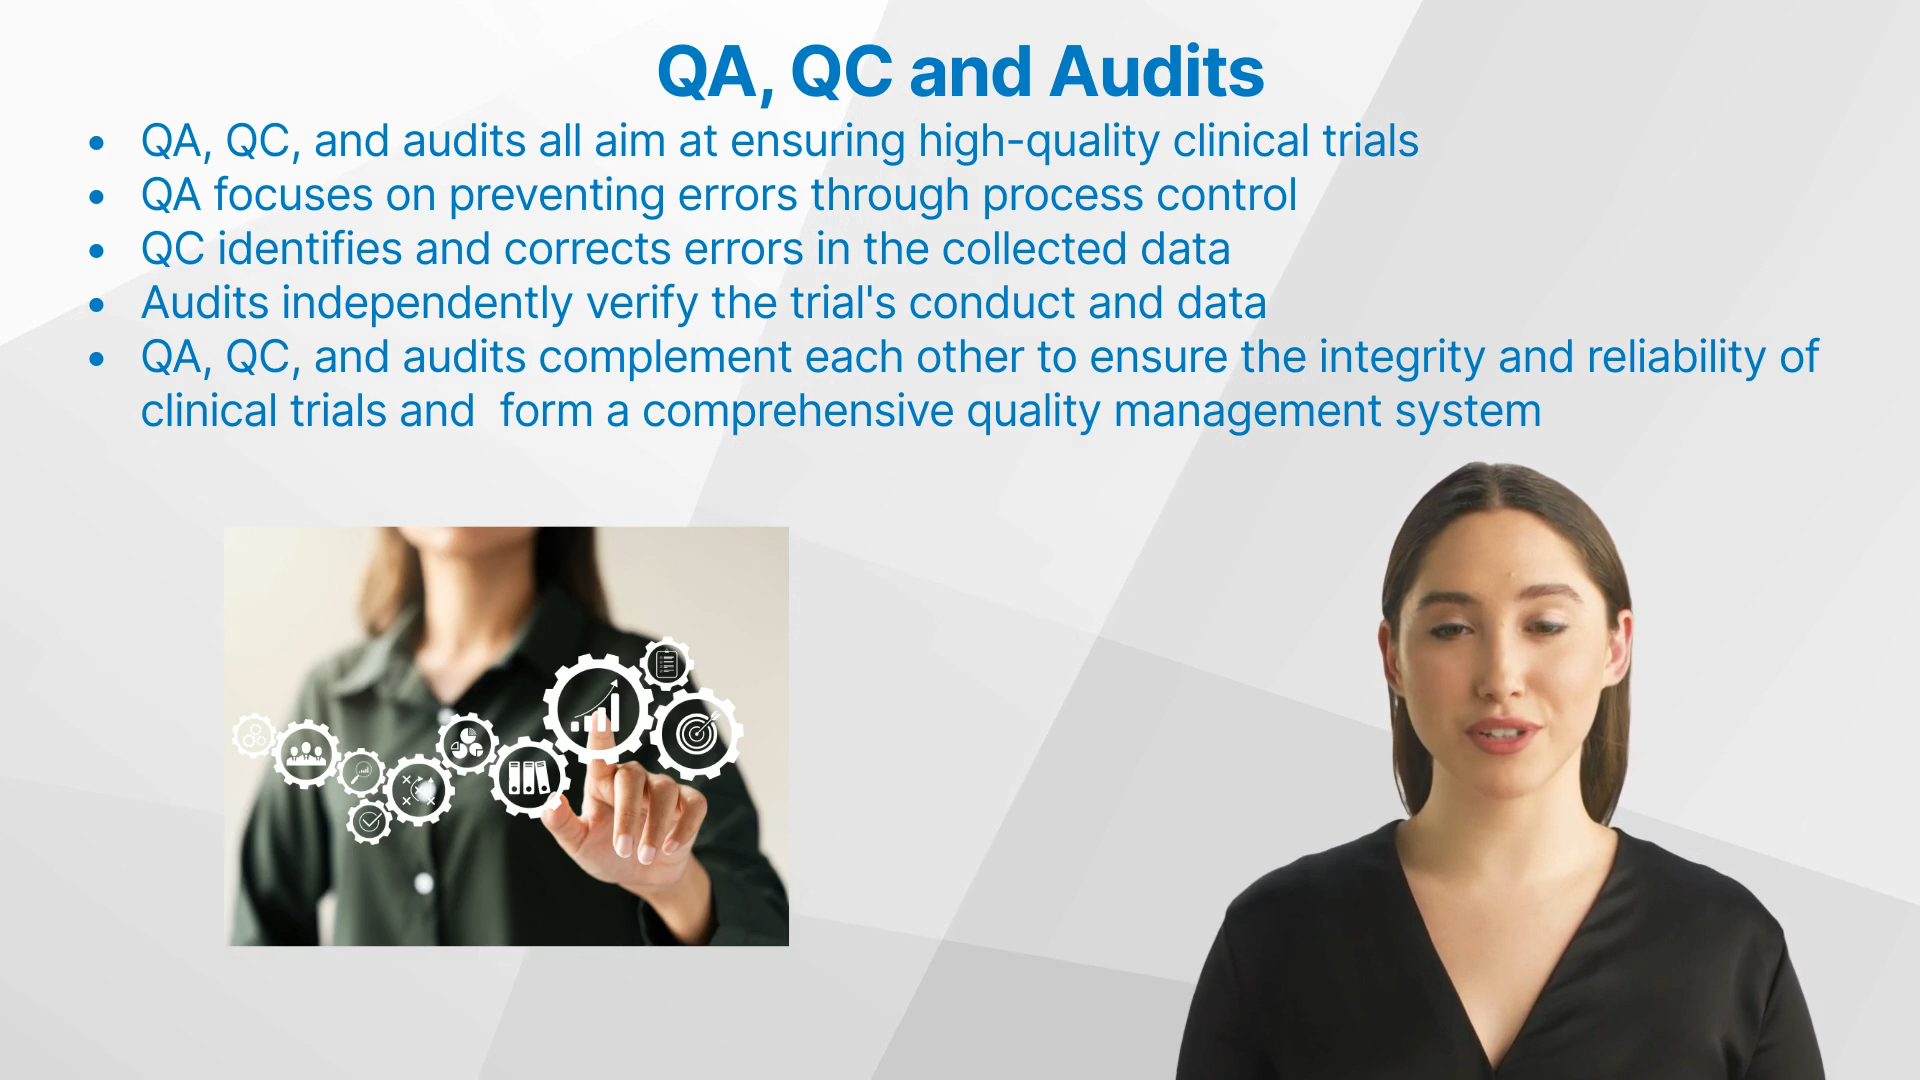 QA, QC and Audits
• QA, QC, and audits all aim at ensuring high-quality clinical trials
• QA focuses on preventing errors through process control
• QC identifies and corrects errors in the collected data
• Audits independently verify the trial's conduct and data
• QA, QC, and audits complement each other to ensure the integrity and reliability of
clinical trials and  form a comprehensive quality management system